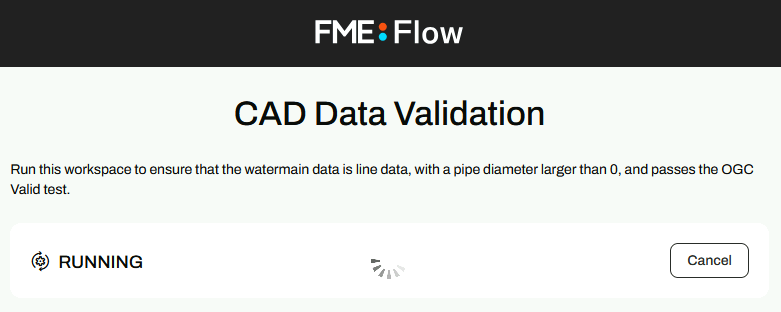 FME:Flow
CAD Data Validation
Run this workspace to ensure that the watermain data is line data, with a pipe diameter larger than 0, and passes the OGC
Valid test.
RUNNING
Cancel